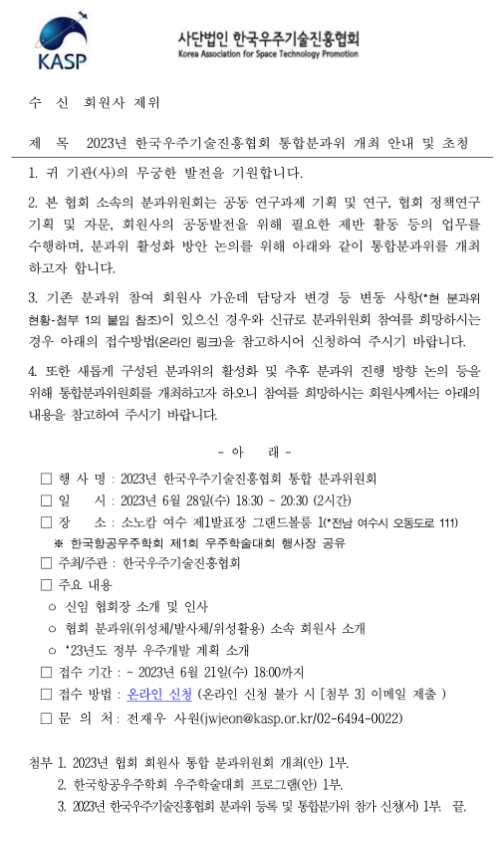 KASP
사단법인 한국우주기술진흥협회
Korea Association for Space Technology Promotion
수 신 회원사 제위
제 목 2023년 한국우주기술진흥협회 통합분과위 개최 안내 및 초청
1. 귀 기관(사)의 무궁한 발전을 기원합니다.
2. 본 협회 소속의 분과위원회는 공동 연구과제 기획 및 연구, 협회 정책연구
기획 및 자문, 회원사의 공동발전을 위해 필요한 제반 활동 등의 업무를
수행하며, 분과위 활성화 방안 논의를 위해 아래와 같이 통합분과위를 개최
하고자 합니다.
3. 기존 분과위 참여 회원사 가운데 담당자 변경 등 변동 사항(*현 분과위
현황-첨부 1의 붙임 참조)이 있으신 경우와 신규로 분과위원회 참여를 희망하시는
경우 아래의 접수방법(온라인 링크)을 참고하시어 신청하여 주시기 바랍니다.
4. 또한 새롭게 구성된 분과위의 활성화 및 추후 분과위 진행 방향 논의 등을
위해 통합분과위원회를 개최하고자 하오니 참여를 희망하시는 회원사께서는 아래의
내용을 참고하여 주시기 바랍니다.
- 아 래 -
□ 행 사 명 : 2023년 한국우주기술진흥협회 통합 분과위원회
□ 일 시 : 2023년 6월 28일(수) 18:30 ~ 20:30 (2시간)
□ 장 소 : 소노캄 여수 제1발표장 그랜드볼룸 1(*전남 여수시 오동도로 111)
※ 한국항공우주학회 제1회 우주학술대회 행사장 공유
□ 주최/주관 : 한국우주기술진흥협회
□ 주요 내용
ㅇ 신임 협회장 소개 및 인사
ㅇ 협회 분과위(위성체/발사체/위성활용) 소속 회원사 소개
ㅇ '23년도 정부 우주개발 계획 소개
□ 접수 기간 : ~ 2023년 6월 21일(수) 18:00까지
□ 접수 방법 : 온라인 신청 (온라인 신청 불가 시 [첨부 3] 이메일 제출 )
□ 문 의 처 : 전재우 사원(jwjeon@kasp.or.kr/02-6494-0022)
첨부 1. 2023년 협회 회원사 통합 분과위원회 개최(안) 1부.
2. 한국항공우주학회 우주학술대회 프로그램(안) 1부.
3. 2023년 한국우주기술진흥협회 분과위 등록 및 통합분가위 참가 신청(서) 1부. 끝.